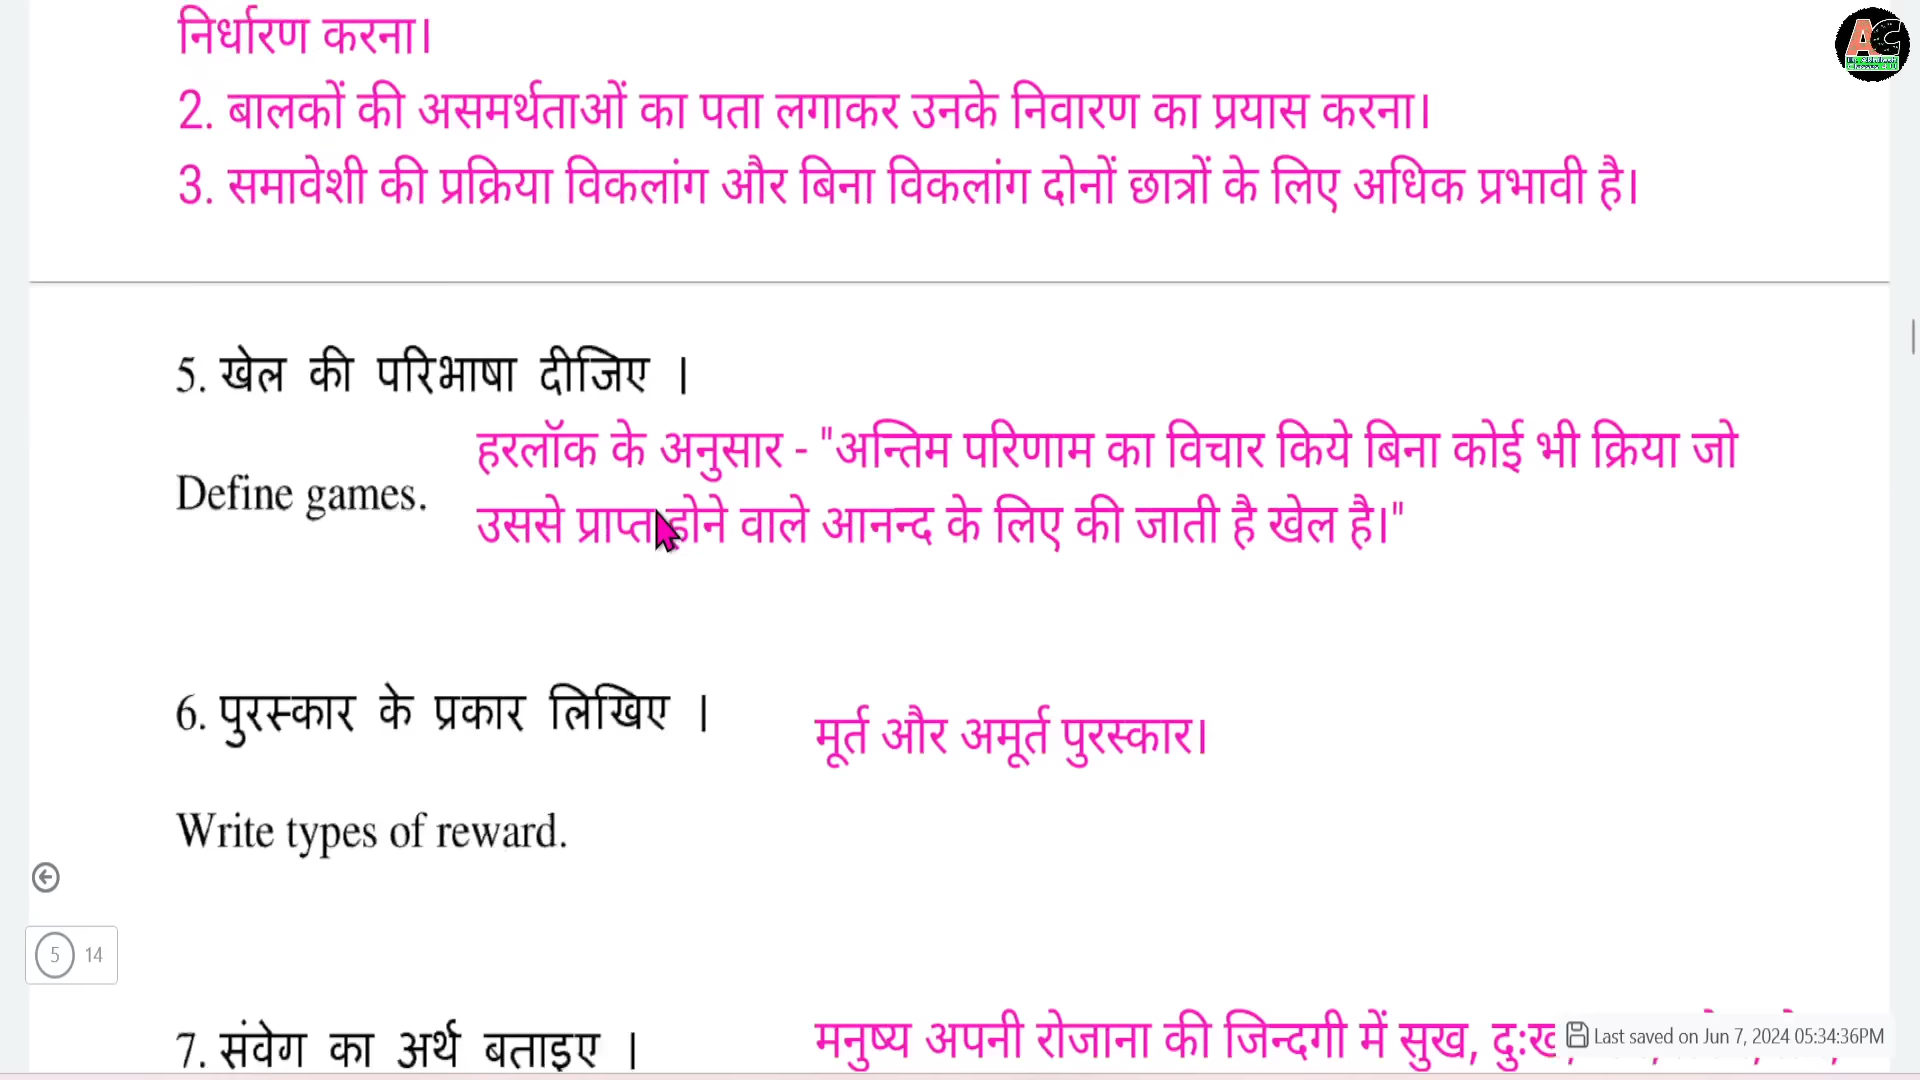 निर्धारण करना।
2. बालकों की असमर्थताओं का पता लगाकर उनके निवारण का प्रयास करना।
3. समावेशी की प्रक्रिया विकलांग और बिना विकलांग दोनों छात्रों के लिए अधिक प्रभावी है।
5. खेल की परिभाषा दीजिए ।
हरलॉक के अनुसार - "अन्तिम परिणाम का विचार किये बिना कोई भी क्रिया जो
Define games.
उससे प्राप्त होने वाले आनन्द के लिए की जाती है खेल है।"
6. पुरस्कार के प्रकार लिखिए ।
मूर्त और अमूर्त पुरस्कार।
Write types of reward.
5 14
7. संवेग का अर्थ बताइए ।
मनुष्य अपनी रोजाना की जिन्दगी में सुख, दुःख,
Last saved on Jun 7, 2024 05:34:36PM
AC